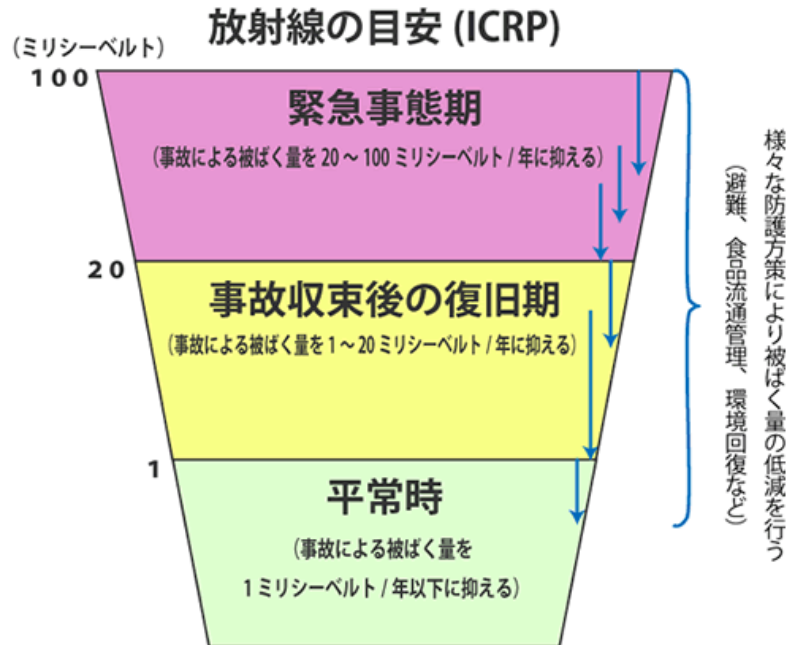 放射線の目安 (ICRP)
（ミリシーベルト）
100
緊急事態期
（事故による被ばく量を 20 ～ 100 ミリシーベルト / 年に抑える）
20
事故収束後の復旧期
（事故による被ばく量を 1 ～ 20 ミリシーベルト / 年に抑える）
1
平常時
（事故による被ばく量を
1 ミリシーベルト / 年以下に抑える）
様々な防護方策により被ばく量の低減を行う
（避難、食品流通管理、環境回復など）